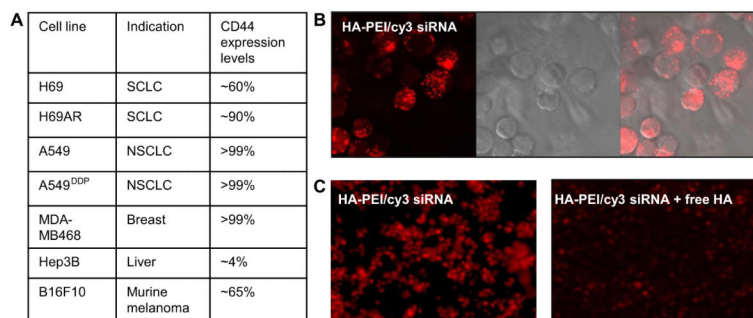 A
Cell line
Indication
CD44
expression
levels
H69
SCLC
~60%
H69AR
SCLC
~90%
A549
NSCLC
>99%
A549DDP
NSCLC
>99%
MDA-
MB468
Breast
>99%
Hep3B
Liver
~4%
B16F10
Murine
melanoma
~65%
B
HA-PEI/cy3 siRNA
C
HA-PEI/cy3 siRNA
HA-PEI/cy3 siRNA + free HA